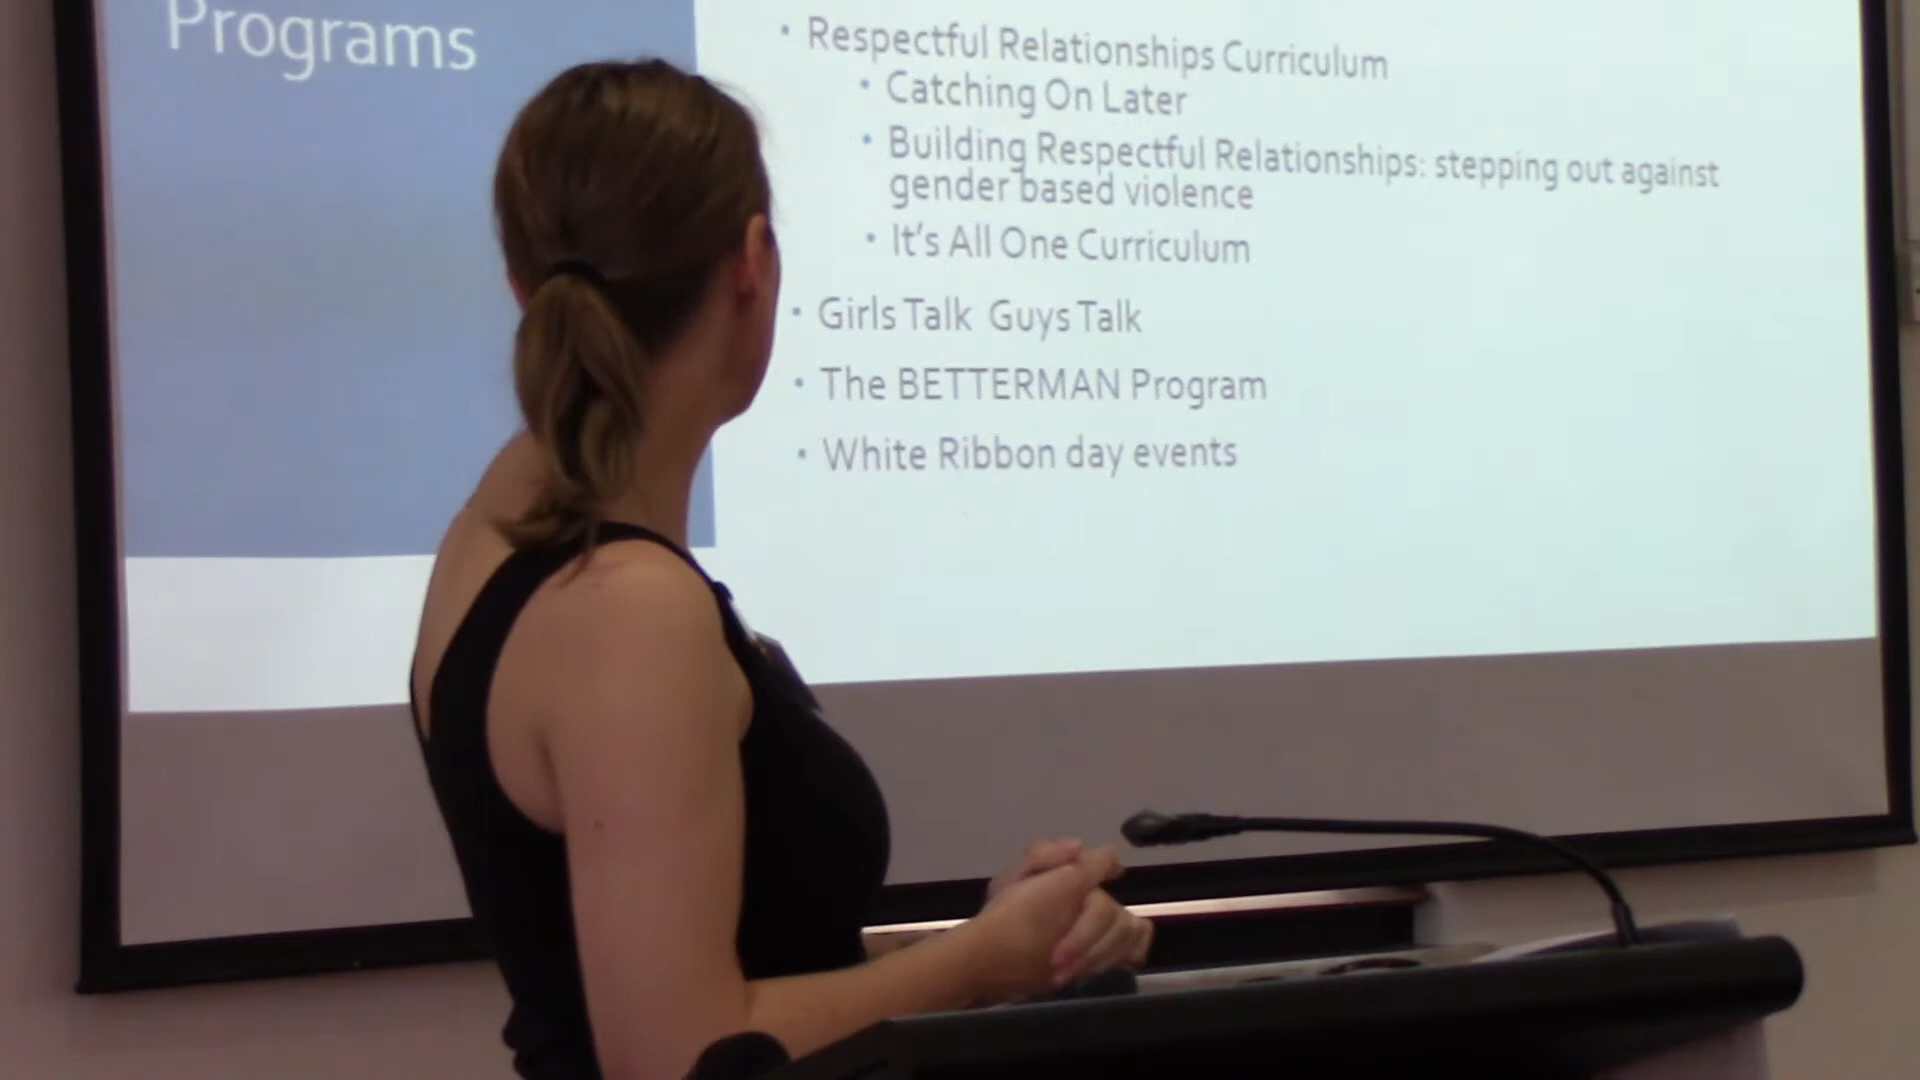 Programs
Respectful Relationships Curriculum
Catching On Later
Building Respectful Relationships: stepping out against
gender based violence
It's All One Curriculum
Girls Talk Guys Talk
The BETTERMAN Program
White Ribbon day events